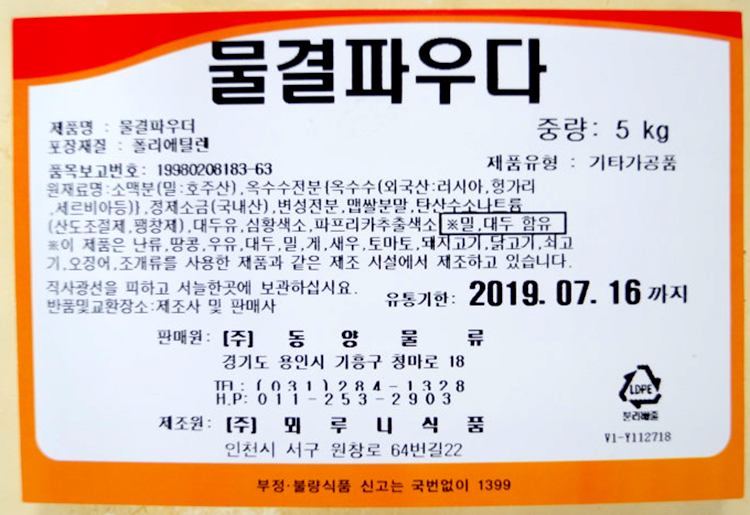 물결파우다
제품명 : 물결파우더
포장재질 : 폴리에틸렌
중량: 5 kg
품목보고번호: 19980208183-63
제품유형 : 기타가공품
원재료명:소맥분(밀:호주산),옥수수전분{옥수수(외국산:러시아,헝가리
,세르비아등)},정제소금(국내산),변성전분,맵쌀분말,탄산수소나트륨
(산도조절제,팽창제),대두유,심황색소,파프리카추출색소 ※밀,대두 함유
※이 제품은 난류,땅콩,우유,대두,밀,게,새우,토마토,돼지고기,닭고기,쇠고
기,오징어,조개류를 사용한 제품과 같은 제조 시설에서 제조하고 있습니다.
직사광선을 피하고 서늘한곳에 보관하십시요.
반품및교환장소:제조사 및 판매사
유통기한: 2019. 07. 16 까지
판매원: (주) 동양물류
경기도 용인시 기흥구 청마로 18
TEL: (031)284-1328
H.P: 011-253-2903
제조원: (주) 뫼루니식품
인천시 서구 원창로 64번길22
LDPE
분리배출
V1-Y112718
부정·불량식품 신고는 국번없이 1399